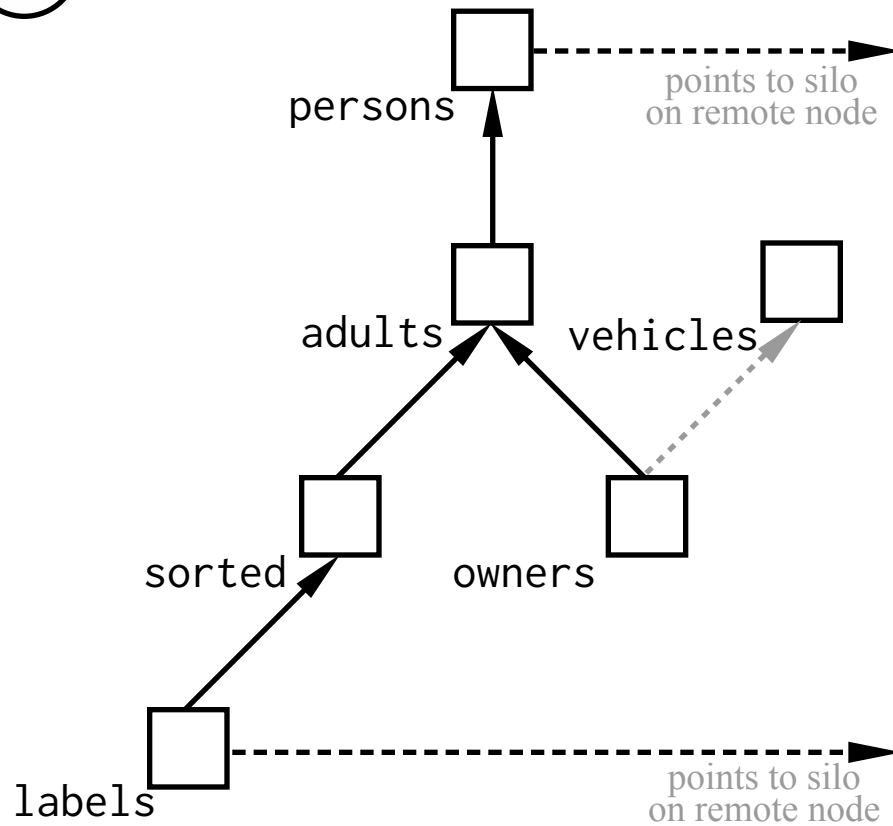 points to silo
on remote node
persons
adults
vehicles
sorted
owners
points to silo
on remote node
labels